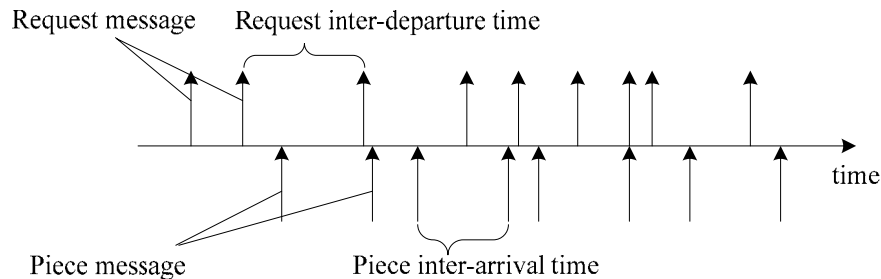 Request message
Request inter-departure time
time
Piece message
Piece inter-arrival time